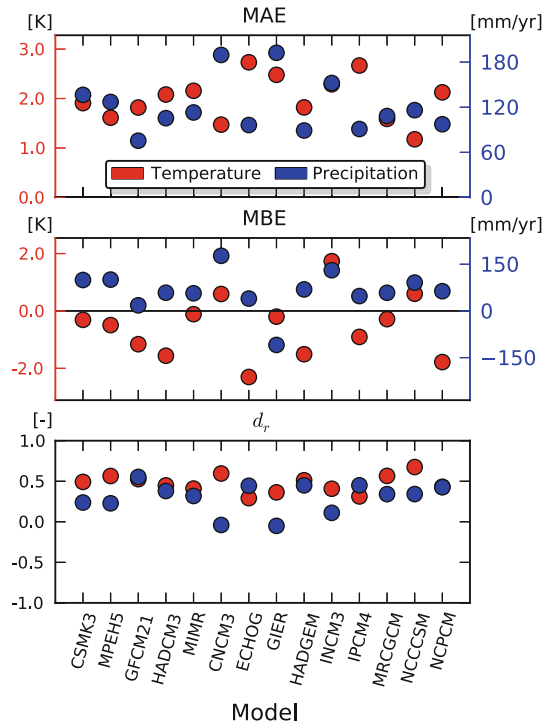 [K] MAE [mm/yr]
3.0
2.0
1.0
0.0
180
120
60
0
Temperature Precipitation
[K] MBE [mm/yr]
2.0
0.0
-2.0
150
0
−150
[-] d_r
1.0
0.5
0.0
-0.5
-1.0
CSMK3
MPEH5
GFCM21
HADCM3
MIMR
CNCM3
ECHOG
GIER
HADGEM
INCM3
IPCM4
MRCGCM
NCCCSM
NCPCM
Model